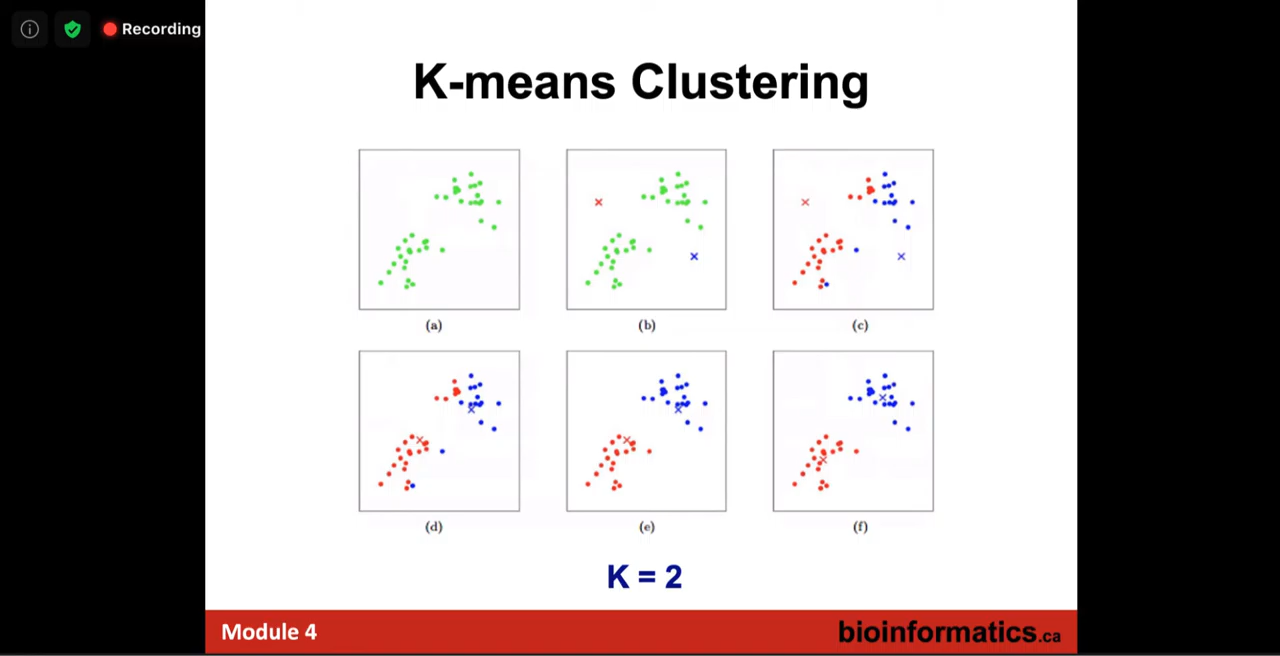 Recording
K-means Clustering
(a)
(b)
(c)
(d)
(e)
(f)
K = 2
Module 4
bioinformatics.ca